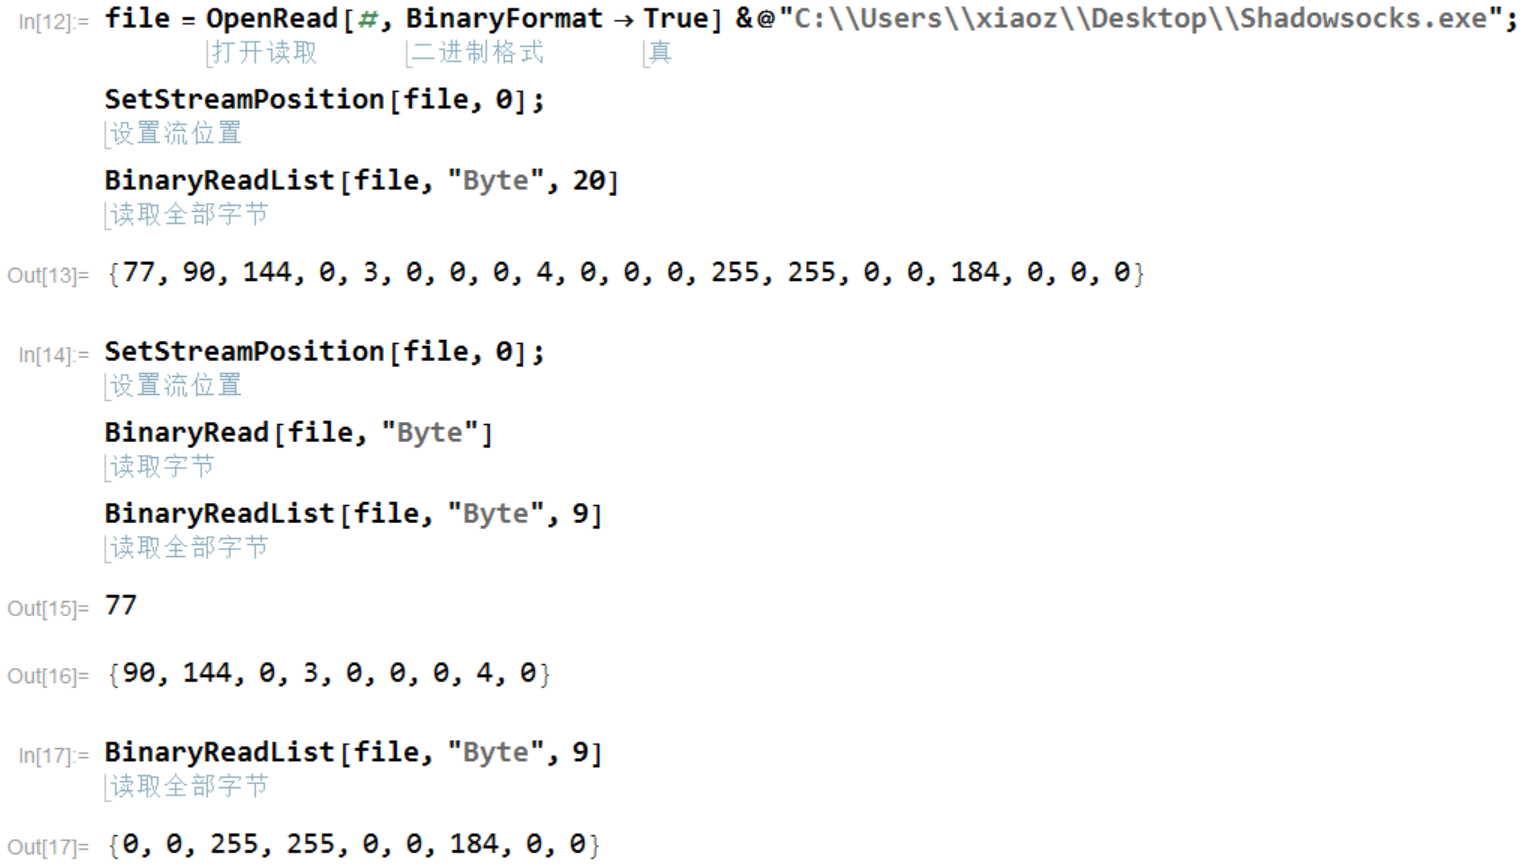 In[12]:= file = OpenRead[#, BinaryFormat → True] &@"C:\\Users\\xiaoz\\Desktop\\Shadowsocks.exe";
打开读取 二进制格式 真
SetStreamPosition[file, 0];
设置流位置
BinaryReadList[file, "Byte", 20]
读取全部字节
Out[13]= {77, 90, 144, 0, 3, 0, 0, 0, 4, 0, 0, 0, 255, 255, 0, 0, 184, 0, 0, 0}
In[14]:= SetStreamPosition[file, 0];
设置流位置
BinaryRead[file, "Byte"]
读取字节
BinaryReadList[file, "Byte", 9]
读取全部字节
Out[15]= 77
Out[16]= {90, 144, 0, 3, 0, 0, 0, 4, 0}
In[17]:= BinaryReadList[file, "Byte", 9]
读取全部字节
Out[17]= {0, 0, 255, 255, 0, 0, 184, 0, 0}